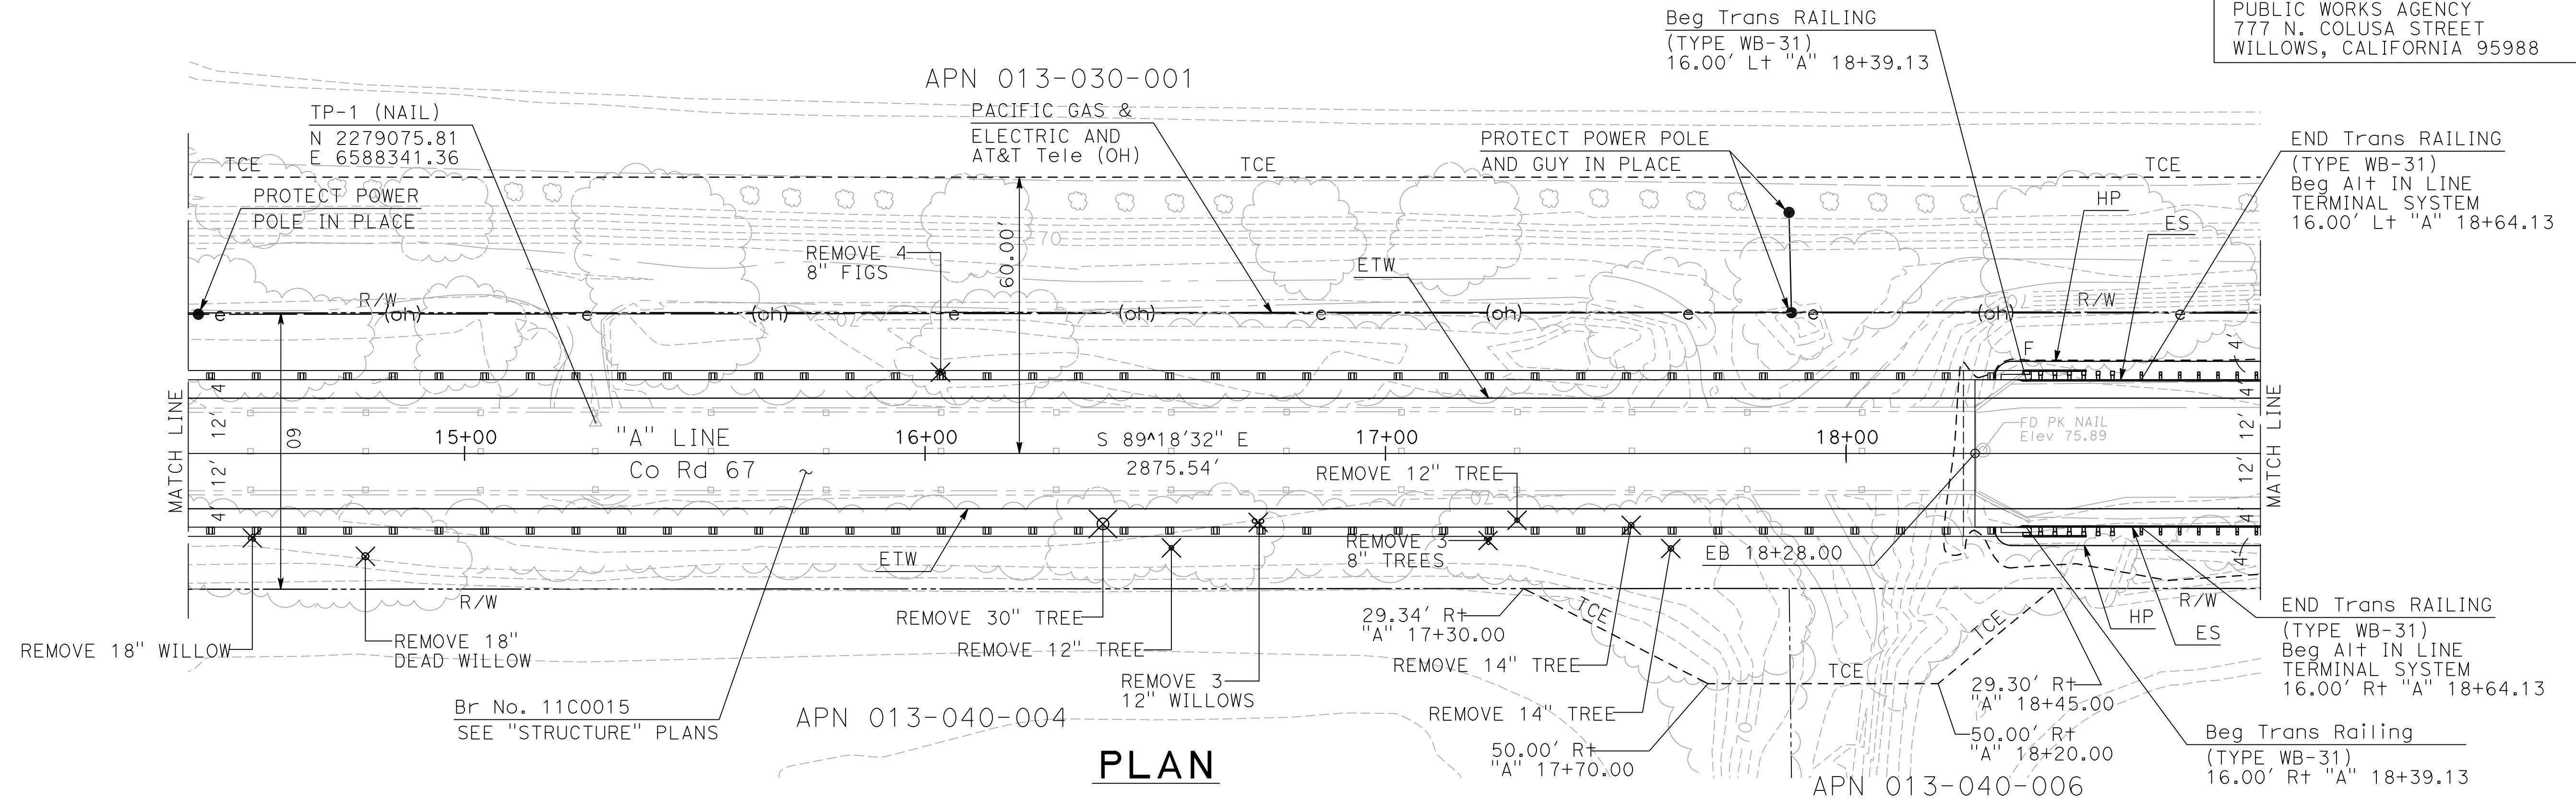 PUBLIC WORKS AGENCY
777 N. COLUSA STREET
WILLOWS, CALIFORNIA 95988
Beg Trans RAILING
(TYPE WB-31)
16.00' Lt "A" 18+39.13
APN 013-030-001
TP-1 (NAIL)
N 2279075.81
E 6588341.36
PACIFIC GAS &
ELECTRIC AND
AT&T Tele (OH)
PROTECT POWER POLE
AND GUY IN PLACE
END Trans RAILING
(TYPE WB-31)
Beg Alt IN LINE
TERMINAL SYSTEM
16.00' Lt "A" 18+64.13
TCE
TCE
TCE
PROTECT POWER
POLE IN PLACE
HP
ES
REMOVE 4
8" FIGS
60.00'
70
ETW
R/W
R/W
e
(oh)
e
(oh)
e
(oh)
e
(oh)
e
e
(oh)
e
F
4'
MATCH LINE
4'
12'
12'
4'
60
15+00
"A" LINE
16+00
S 89^18'32" E
2875.54'
17+00
18+00
Co Rd 67
FD PK NAIL
Elev 75.89
4'
12'
12'
4'
4'
MATCH LINE
REMOVE 12" TREE
70
REMOVE 3
8" TREES
EB 18+28.00
ETW
R/W
R/W
REMOVE 18" WILLOW
REMOVE 18"
DEAD WILLOW
REMOVE 30" TREE
REMOVE 12" TREE
REMOVE 3
12" WILLOWS
29.34' Rt
"A" 17+30.00
TCE
TCE
TCE
REMOVE 14" TREE
REMOVE 14" TREE
HP
ES
END Trans RAILING
(TYPE WB-31)
Beg Alt IN LINE
TERMINAL SYSTEM
16.00' Rt "A" 18+64.13
29.30' Rt
"A" 18+45.00
50.00' Rt
"A" 18+20.00
50.00' Rt
"A" 17+70.00
70
Br No. 11C0015
SEE "STRUCTURE" PLANS
APN 013-040-004
Beg Trans Railing
(TYPE WB-31)
16.00' Rt "A" 18+39.13
PLAN
APN 013-040-006